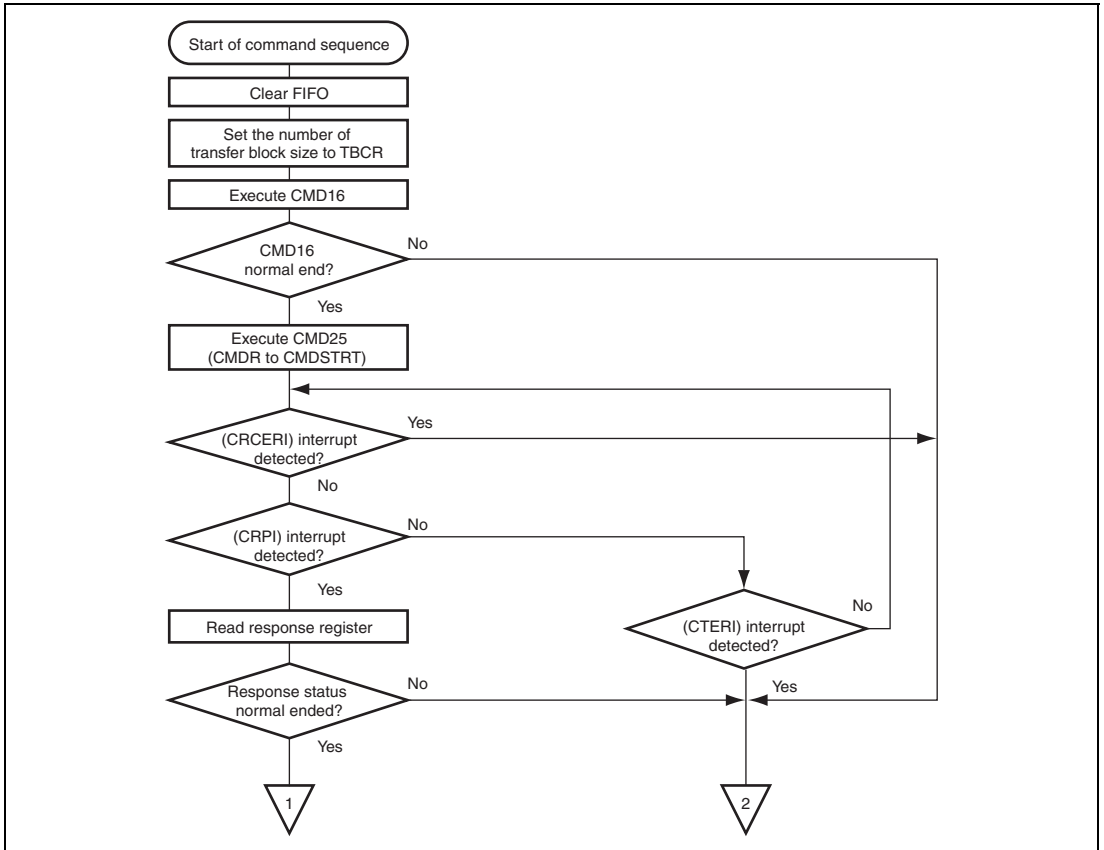 Start of command sequence
Clear FIFO
Set the number of
transfer block size to TBCR
Execute CMD16
CMD16
normal end?
No
Yes
Execute CMD25
(CMDR to CMDSTRT)
(CRCERI) interrupt
detected?
Yes
No
(CRPI) interrupt
detected?
No
Yes
Read response register
(CTERI) interrupt
detected?
No
Yes
Response status
normal ended?
No
Yes
1
2